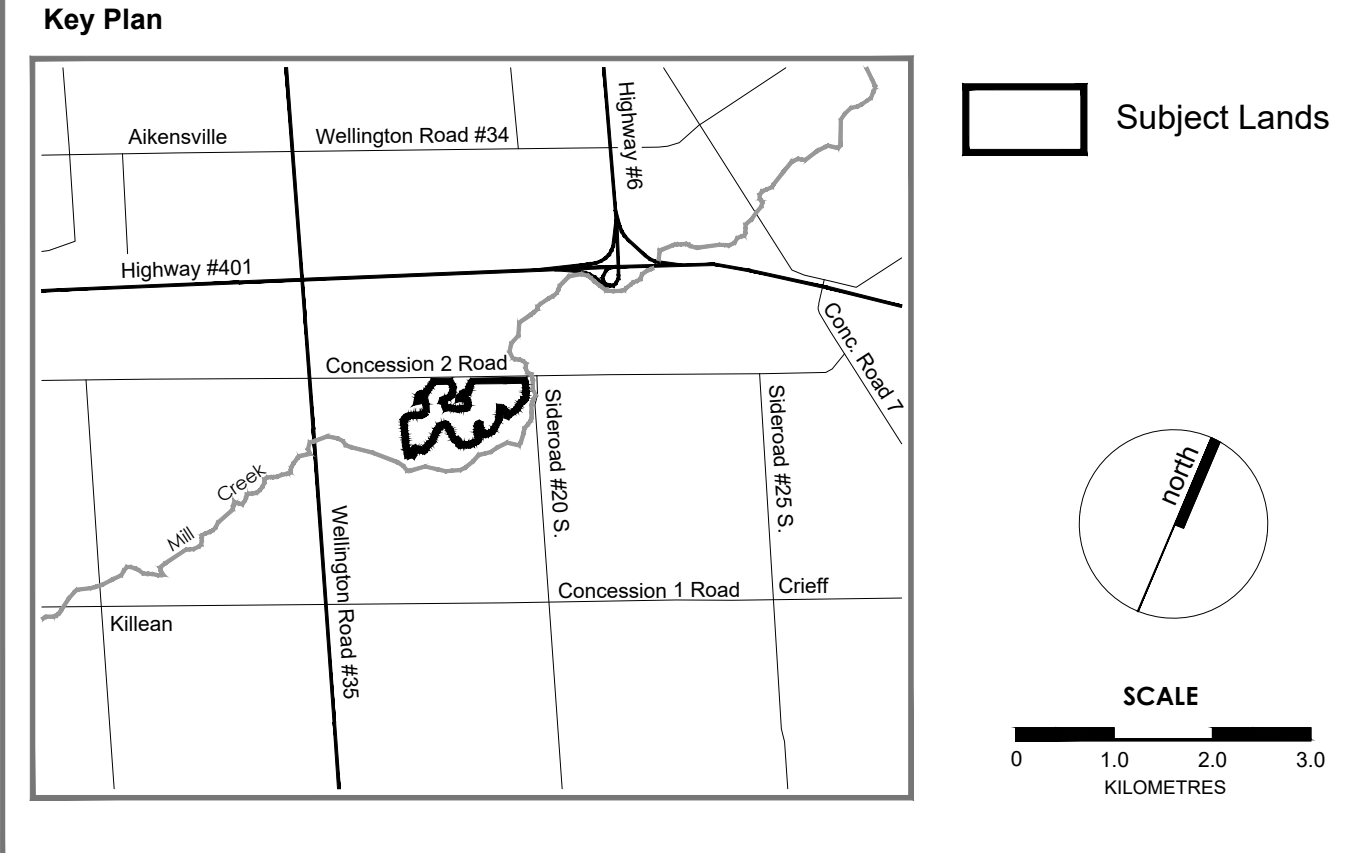 Key Plan
Aikensville
Wellington Road #34
Highway #6
Highway #401
Concession 2 Road
Conc. Road 7
Sideroad #20 S.
Sideroad #25 S.
Mill Creek
Wellington Road #35
Concession 1 Road
Crieff
Killean
Subject Lands
north
SCALE
0 1.0 2.0 3.0
KILOMETRES